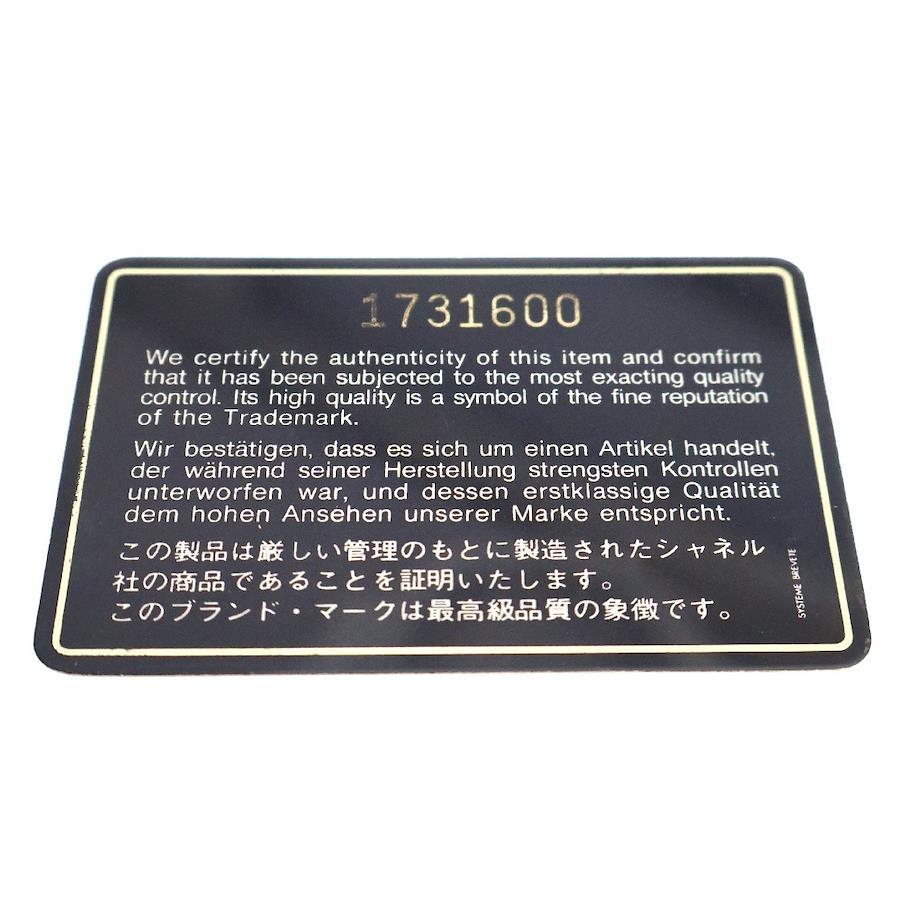 1731600
We certify the authenticity of this item and confirm
that it has been subjected to the most exacting quality
control. Its high quality is a symbol of the fine reputation
of the Trademark.
Wir bestätigen, dass es sich um einen Artikel handelt,
der während seiner Herstellung strengsten Kontrollen
unterworfen war, und dessen erstklassige Qualität
dem hohen Ansehen unserer Marke entspricht.
この製品は厳しい管理のもとに製造されたシャネル
社の商品であることを証明いたします。
このブランド・マークは最高級品質の象徴です。
SYSTEME BREVETE